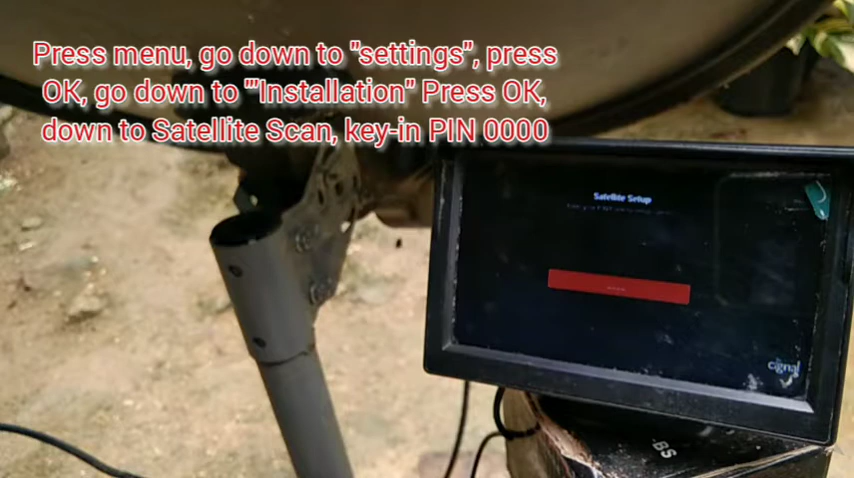 Press menu, go down to "settings", press
OK, go down to "'Installation" Press OK,
down to Satellite Scan, key-in PIN 0000
Satellite Setup
cignal
BS